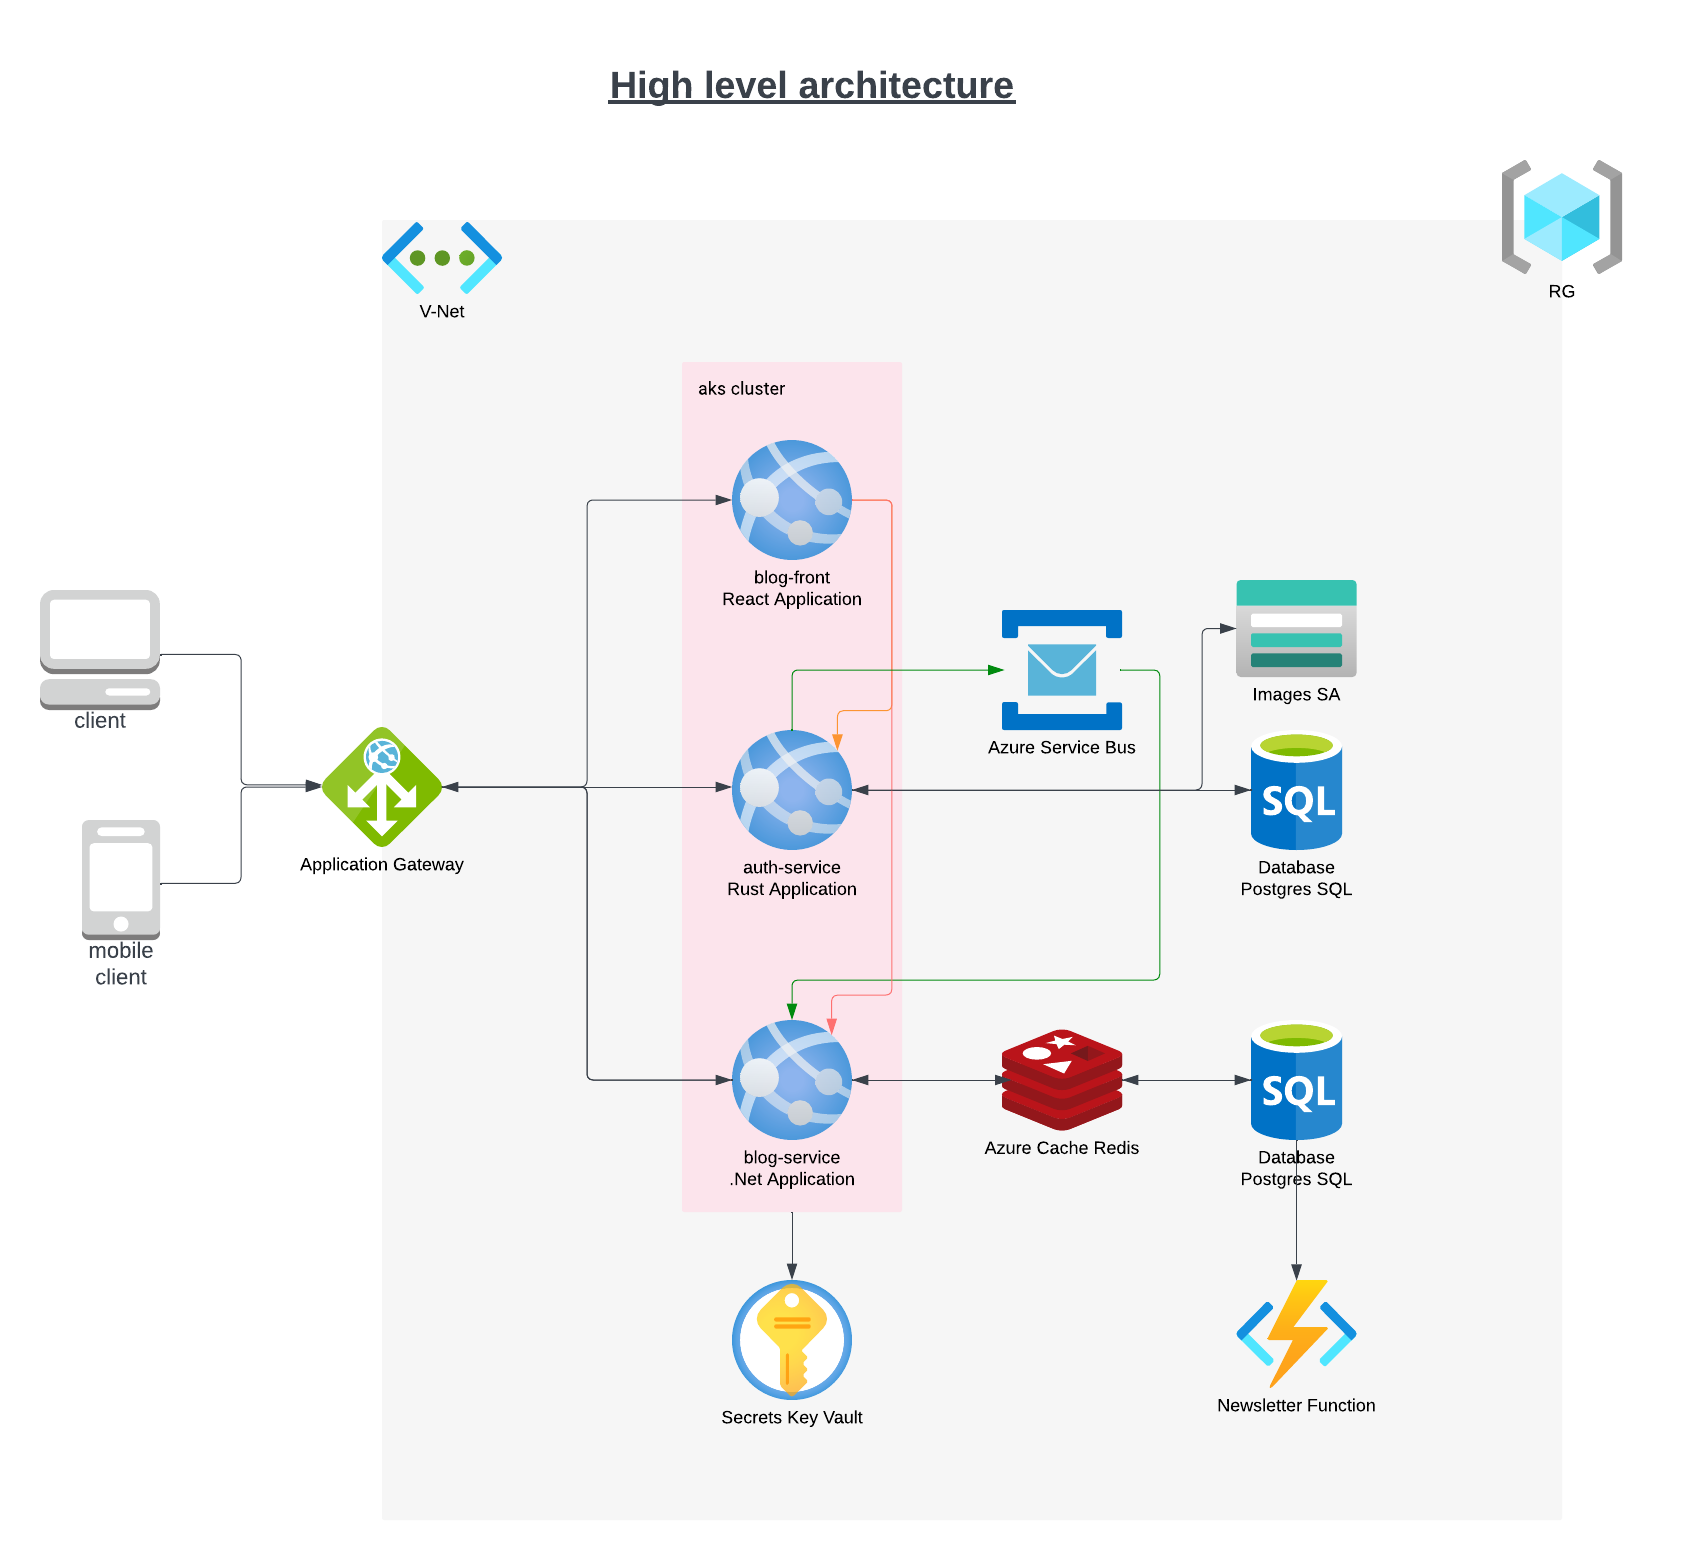 High level architecture
RG
V-Net
aks cluster
blog-front
React Application
client
Images SA
Azure Service Bus
Application Gateway
auth-service
Rust Application
SQL
Database
Postgres SQL
mobile
client
blog-service
.Net Application
Azure Cache Redis
SQL
Database
Postgres SQL
Secrets Key Vault
Newsletter Function